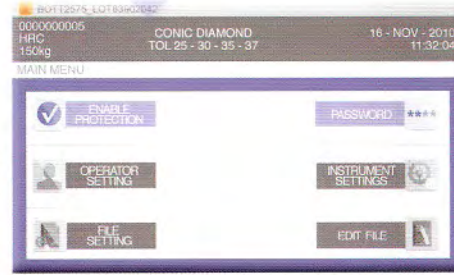 BOTT2575_LOT83902042
0000000005
HRC
150kg
CONIC DIAMOND
TOL 25 - 30 - 35 - 37
16 - NOV - 2010
11:32:04
MAIN MENU
ENABLE
PROTECTION
PASSWORD ****
OPERATOR
SETTING
INSTRUMENT
SETTINGS
FILE
SETTING
EDIT FILE